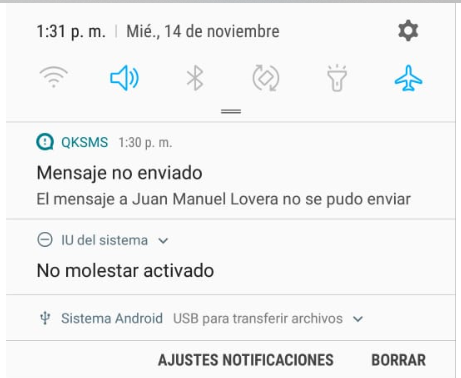 1:31 p. m. | Mié., 14 de noviembre
QKSMS 1:30 p. m.
Mensaje no enviado
El mensaje a Juan Manuel Lovera no se pudo enviar
IU del sistema
No molestar activado
Sistema Android USB para transferir archivos
AJUSTES NOTIFICACIONES BORRAR